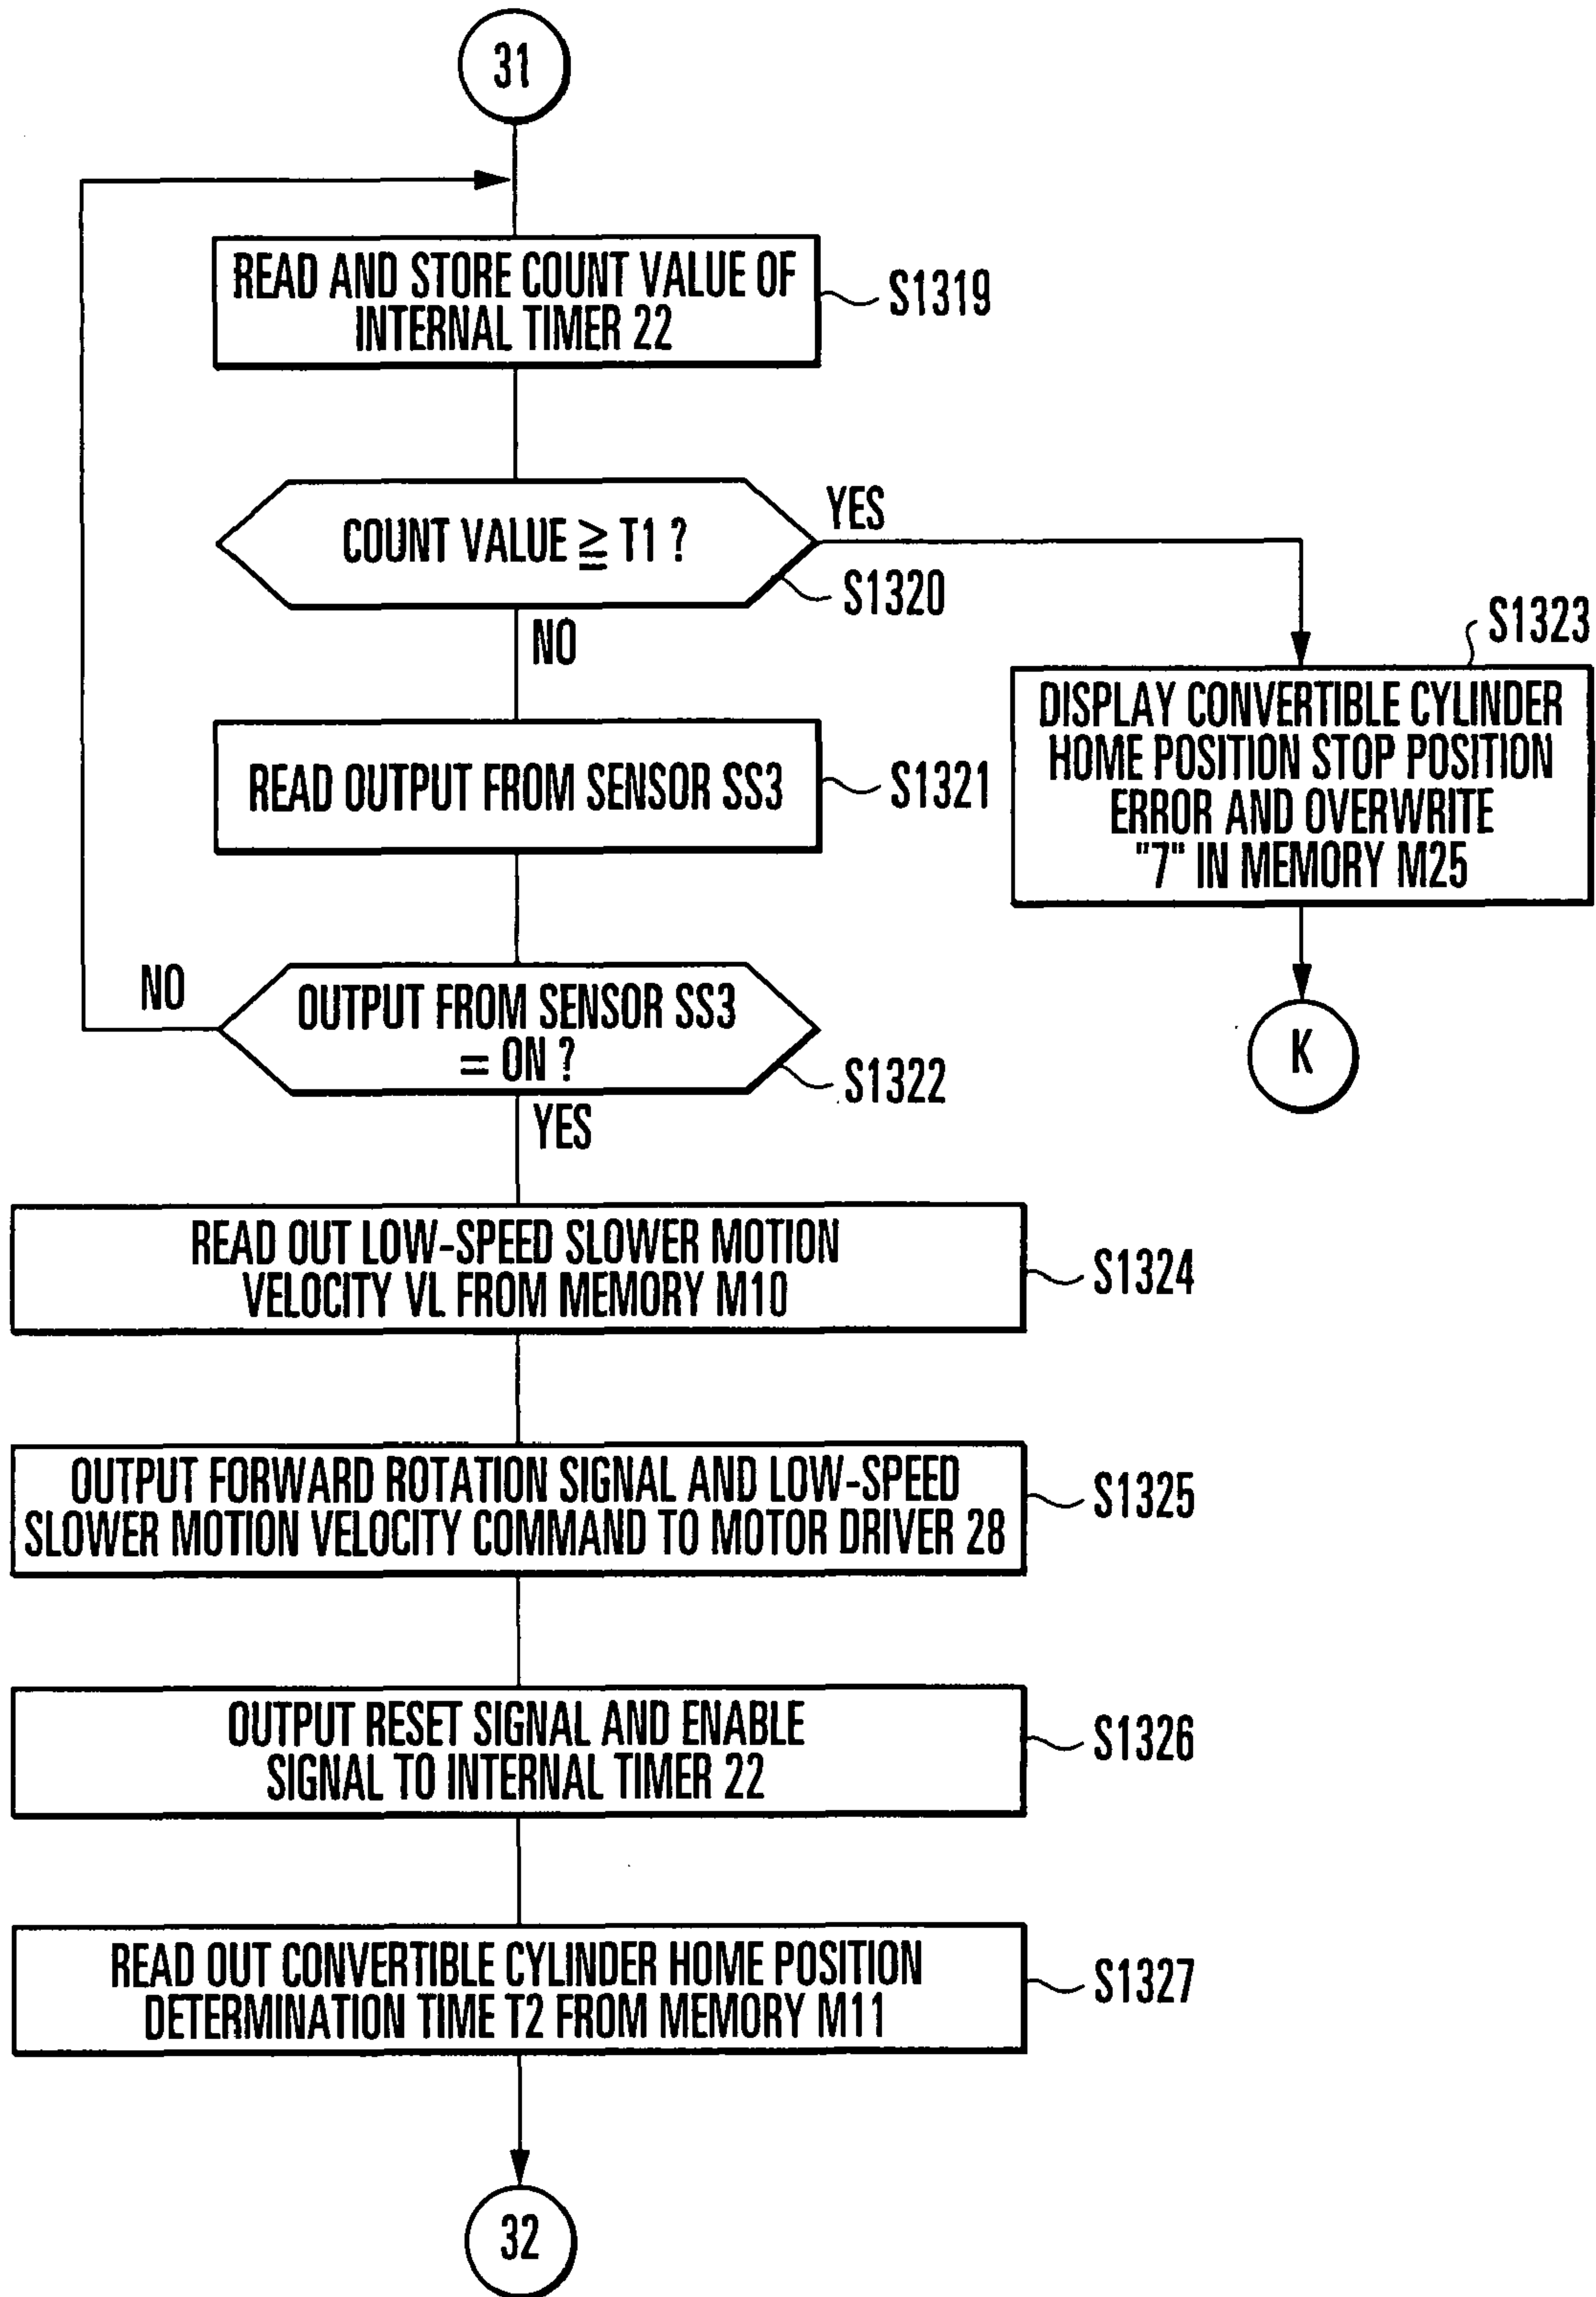 31
READ AND STORE COUNT VALUE OF
INTERNAL TIMER 22
S1319
COUNT VALUE ≧ T1 ?
YES
S1320
NO
S1323
DISPLAY CONVERTIBLE CYLINDER
HOME POSITION STOP POSITION
ERROR AND OVERWRITE
"7" IN MEMORY M25
K
READ OUTPUT FROM SENSOR SS3
S1321
NO
OUTPUT FROM SENSOR SS3
= ON ?
S1322
YES
READ OUT LOW-SPEED SLOWER MOTION
VELOCITY VL FROM MEMORY M10
S1324
OUTPUT FORWARD ROTATION SIGNAL AND LOW-SPEED
SLOWER MOTION VELOCITY COMMAND TO MOTOR DRIVER 28
S1325
OUTPUT RESET SIGNAL AND ENABLE
SIGNAL TO INTERNAL TIMER 22
S1326
READ OUT CONVERTIBLE CYLINDER HOME POSITION
DETERMINATION TIME T2 FROM MEMORY M11
S1327
32